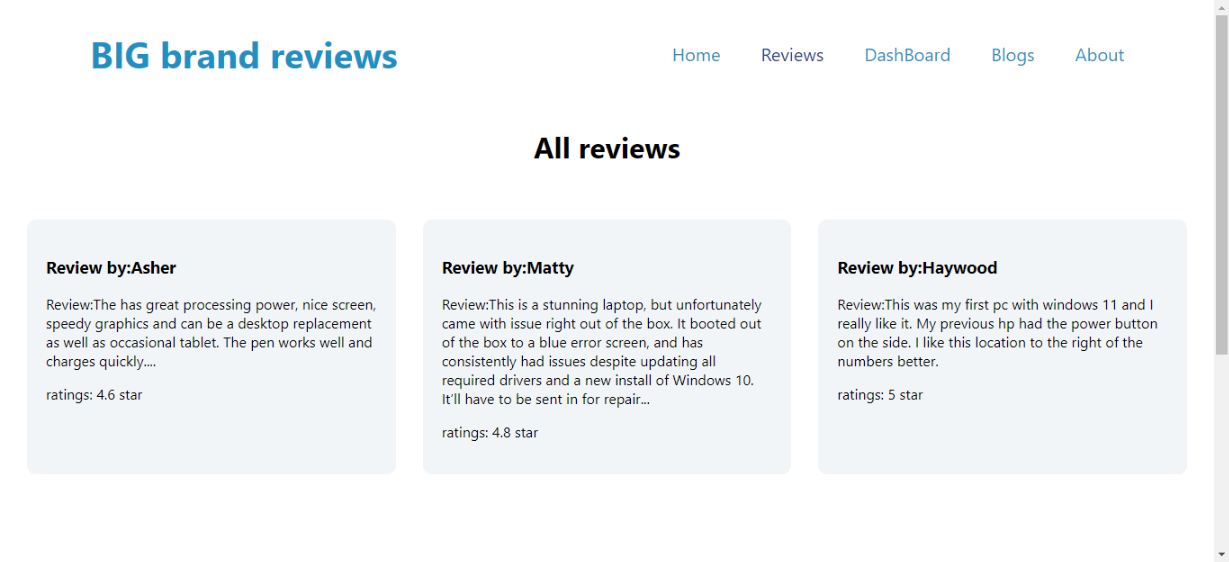 BIG brand reviews
Home Reviews DashBoard Blogs About
All reviews
Review by:Asher
Review:The has great processing power, nice screen,
speedy graphics and can be a desktop replacement
as well as occasional tablet. The pen works well and
charges quickly....
ratings: 4.6 star
Review by:Matty
Review:This is a stunning laptop, but unfortunately
came with issue right out of the box. It booted out
of the box to a blue error screen, and has
consistently had issues despite updating all
required drivers and a new install of Windows 10.
It'll have to be sent in for repair...
ratings: 4.8 star
Review by:Haywood
Review:This was my first pc with windows 11 and I
really like it. My previous hp had the power button
on the side. I like this location to the right of the
numbers better.
ratings: 5 star